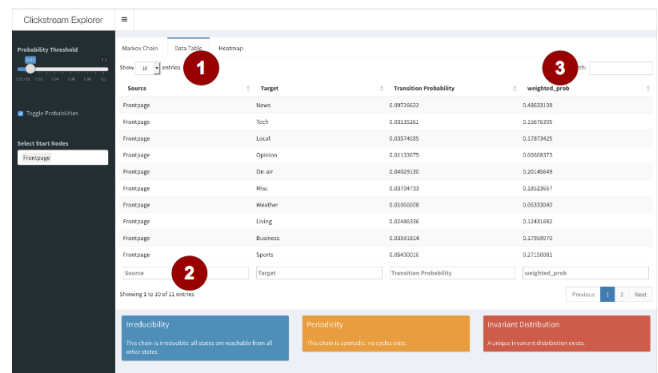 Clickstream Explorer
Probability Threshold
Toggle Probabilities
Select Start Nodes
Frontpage
Markov Chain Data Table Heatmap
Show 10 entries 1 3
Source Target Transition Probability weighted_prob
Frontpage News 0.09726622 0.48633108
Frontpage Tech 0.03135261 0.15676305
Frontpage Local 0.03574685 0.17873425
Frontpage Opinion 0.01133675 0.05668373
Frontpage On-air 0.04029130 0.20145649
Frontpage Misc 0.03704733 0.18523667
Frontpage Weather 0.01066608 0.05333040
Frontpage Living 0.02486336 0.12431682
Frontpage Business 0.03591814 0.17959070
Frontpage Sports 0.05430016 0.27150081
Source 2 Target Transition Probability weighted_prob
Showing 1 to 10 of 11 entries
Previous 1 2 Next
Irreducibility Periodicity Invariant Distribution
This chain is irreducible: all states are reachable from all This chain is aperiodic: no cycles exist. A unique invariant distribution exists.
other states.